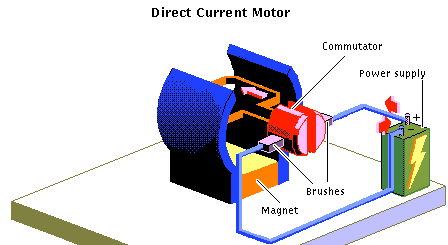 Direct Current Motor
Commutator
Power supply
+
Brushes
Magnet